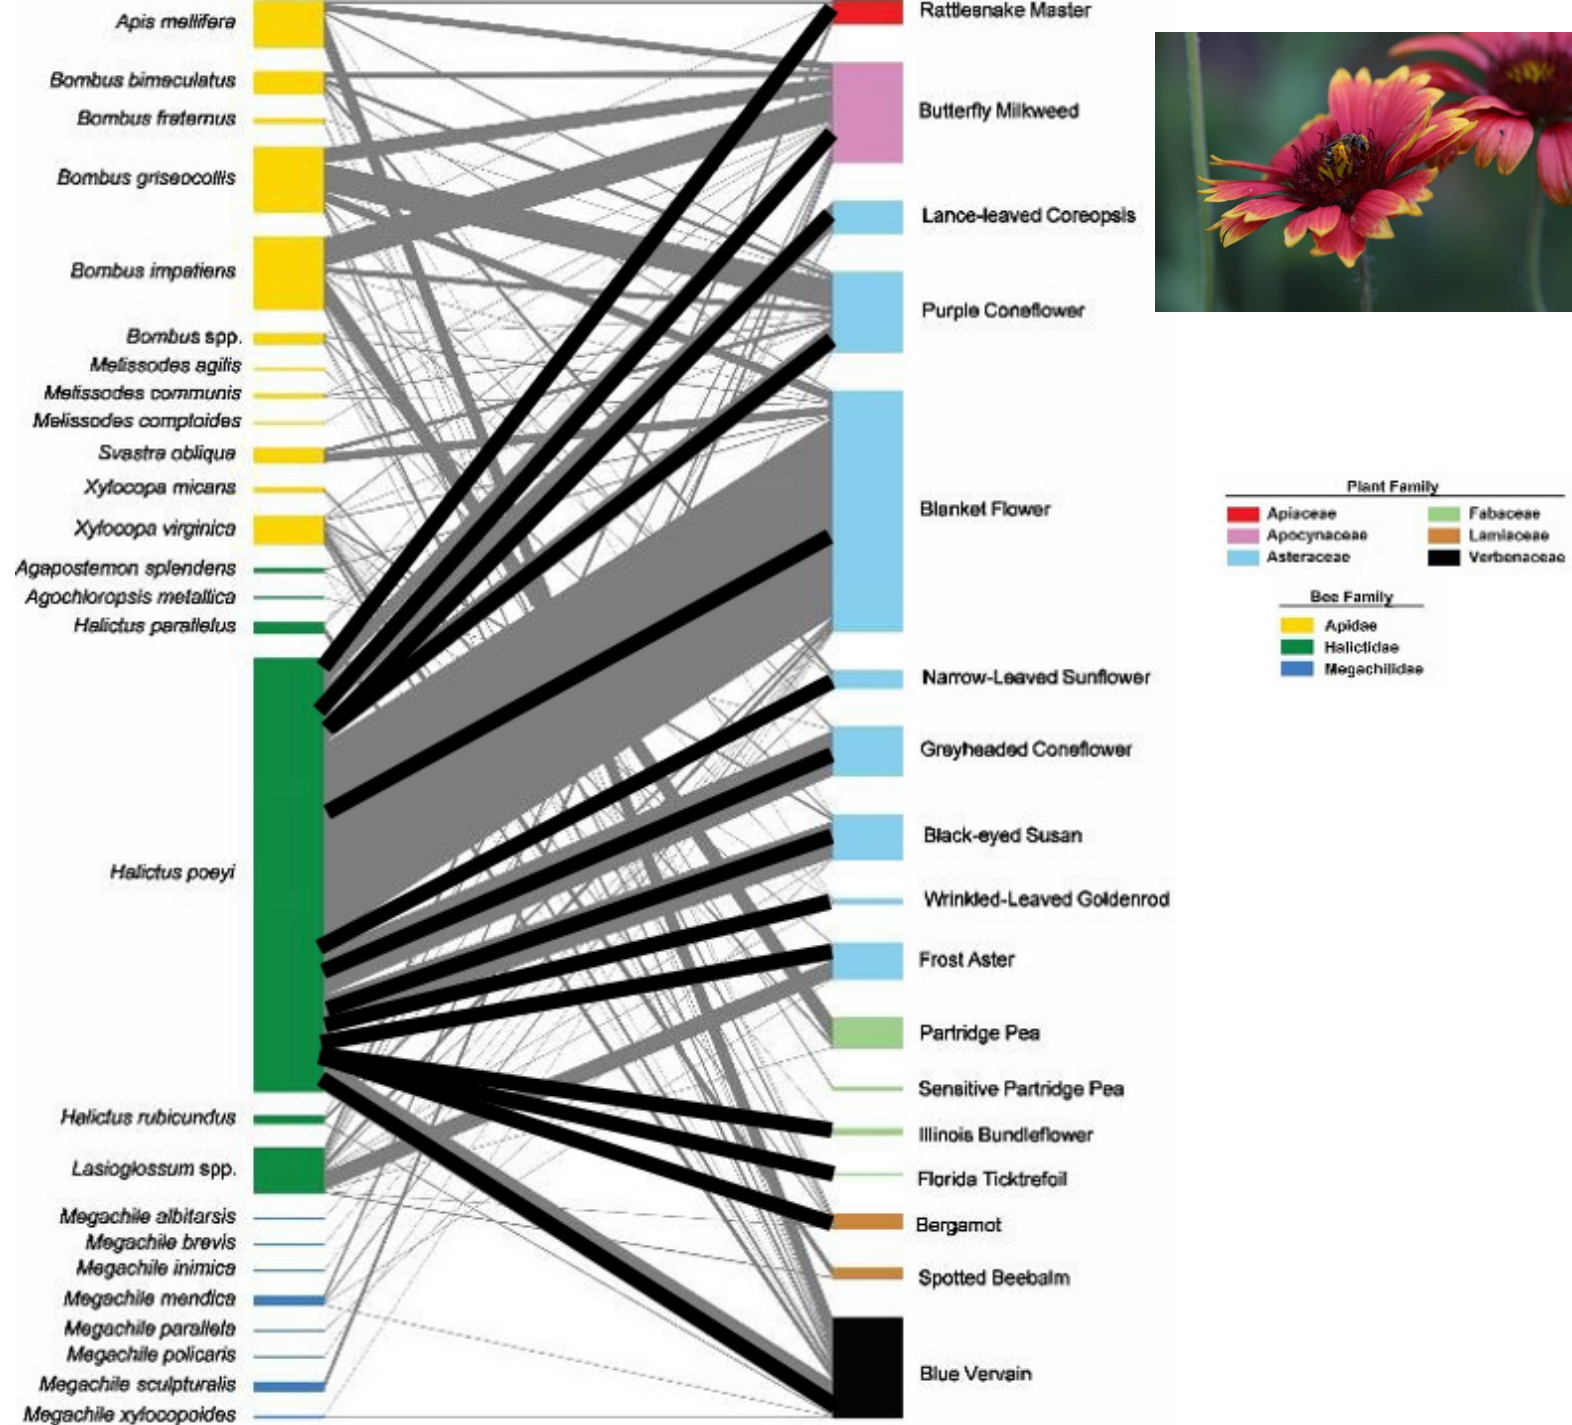 Apis mellifera
Bombus bimaculatus
Bombus fraternus
Bombus griseocollis
Bombus impatiens
Bombus spp.
Melissodes agilis
Melissodes communis
Melissodes comptoides
Svastra obliqua
Xylocopa micans
Xylocopa virginica
Agapostemon splendens
Agochloropsis metallica
Halictus parallelus
Halictus poeyi
Halictus rubicundus
Lasioglossum spp.
Megachile albitarsis
Megachile brevis
Megachile inimica
Megachile mendica
Megachile parallela
Megachile policaris
Megachile sculpturalis
Megachile xylocopoides
Rattlesnake Master
Butterfly Milkweed
Lance-leaved Coreopsis
Purple Coneflower
Blanket Flower
Narrow-Leaved Sunflower
Greyheaded Coneflower
Black-eyed Susan
Wrinkled-Leaved Goldenrod
Frost Aster
Partridge Pea
Sensitive Partridge Pea
Illinois Bundleflower
Florida Ticktrefoil
Bergamot
Spotted Beebalm
Blue Vervain
Plant Family
Apiaceae
Apocynaceae
Asteraceae
Fabaceae
Lamiaceae
Verbenaceae
Bee Family
Apidae
Halictidae
Megachilidae